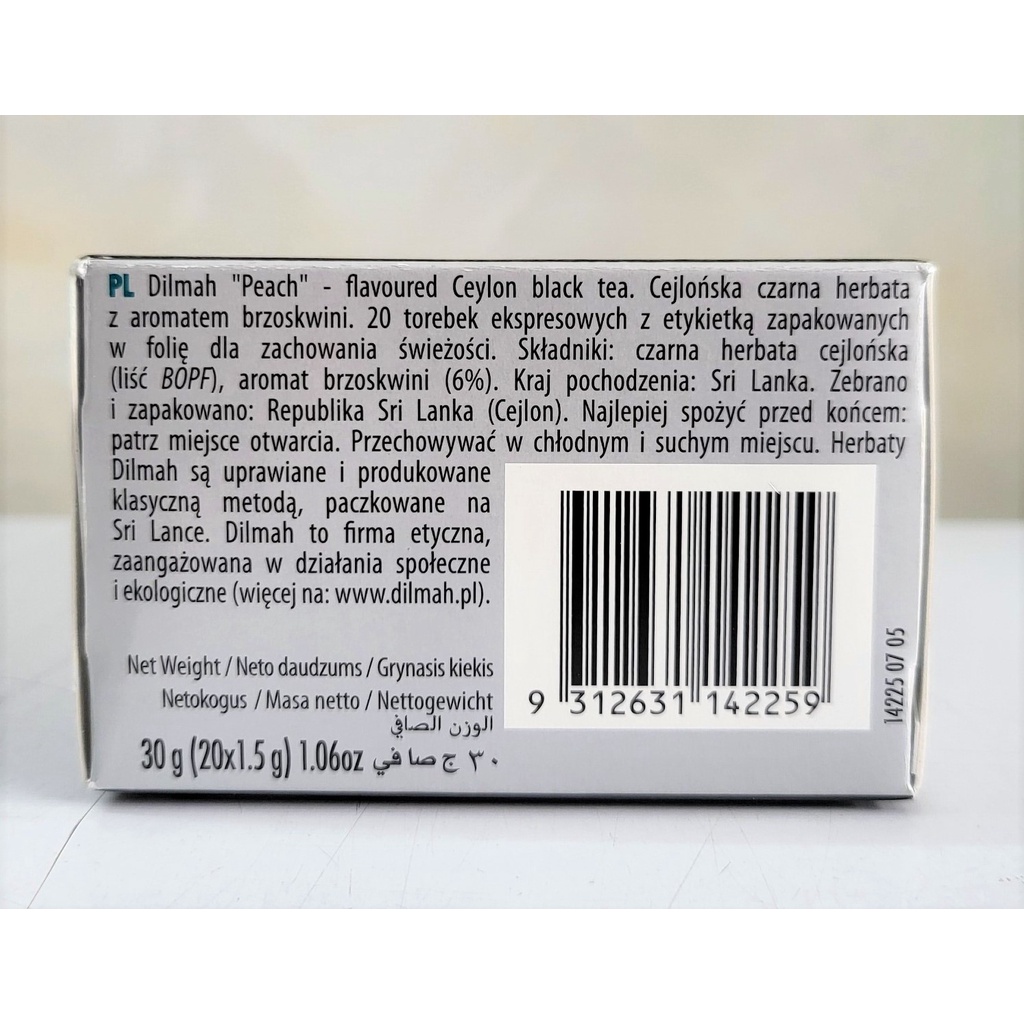 PL Dilmah "Peach" - flavoured Ceylon black tea. Cejlońska czarna herbata
z aromatem brzoskwini. 20 torebek ekspresowych z etykietką zapakowanych
w folię dla zachowania świeżości. Składniki: czarna herbata cejlońska
(liść BOPF), aromat brzoskwini (6%). Kraj pochodzenia: Sri Lanka. Zebrano
i zapakowano: Republika Sri Lanka (Cejlon). Najlepiej spożyć przed końcem:
patrz miejsce otwarcia. Przechowywać w chłodnym i suchym miejscu. Herbaty
Dilmah są uprawiane i produkowane
klasyczną metodą, paczkowane na
Sri Lance. Dilmah to firma etyczna,
zaangażowana w działania społeczne
i ekologiczne (więcej na: www.dilmah.pl).
Net Weight / Neto daudzums / Grynasis kiekis
Netokogus / Masa netto / Nettogewicht
الوزن الصافي
30 g (20x1.5 g) 1.06oz ٣٠ ج صافي
9 312631 142259
14225 07 05